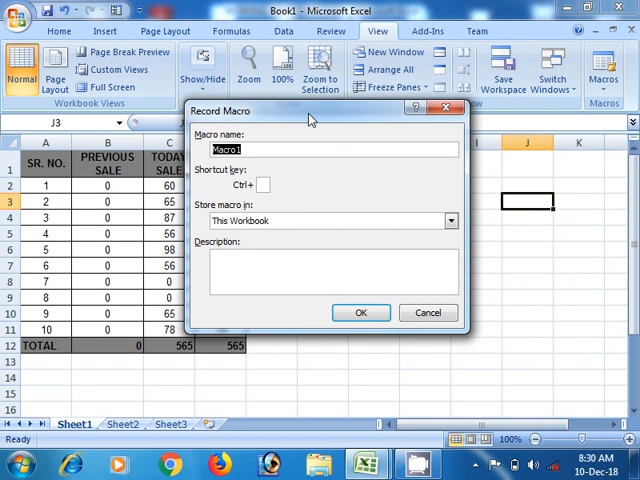 Book1 - Microsoft Excel
Home Insert Page Layout Formulas Data Review View Add-Ins Team
Normal Page Layout Page Break Preview Custom Views Full Screen
Workbook Views
Show/Hide Zoom 100% Zoom to Selection
New Window Arrange All Freeze Panes
Save Workspace Switch Windows Macros
Macros
J3
A B C J K
1 SR. NO. PREVIOUS SALE TODAY SALE
2 1 0 60
3 2 0 65
4 3 0 87
5 4 0 56
6 5 0 98
7 6 0 56
8 7 0 0
9 8 0 0
10 9 0 65
11 10 0 78
12 TOTAL 0 565 565
13
14
15
16
Record Macro
Macro name:
Macro1
Shortcut key:
Ctrl+
Store macro in:
This Workbook
Description:
OK Cancel
Sheet1 Sheet2 Sheet3
Ready 100%
8:30 AM
10-Dec-18